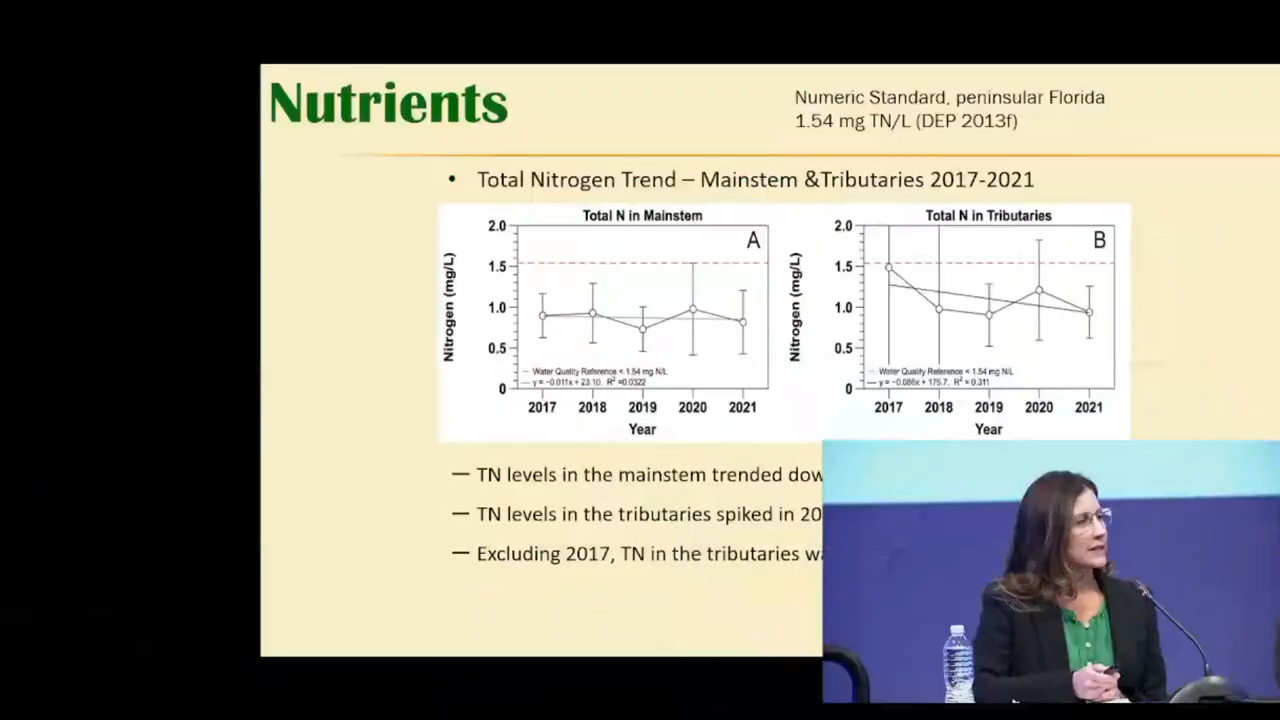 Nutrients
Numeric Standard, peninsular Florida
1.54 mg TN/L (DEP 2013f)
• Total Nitrogen Trend – Mainstem &Tributaries 2017-2021
Total N in Mainstem
A
Nitrogen (mg/L)
2.0
1.5
1.0
0.5
0
Water Quality Reference < 1.54 mg N/L
y = −0.011x + 23.10. R² =0.0322
2017 2018 2019 2020 2021
Year
Total N in Tributaries
B
Nitrogen (mg/L)
2.0
1.5
1.0
0.5
0
Water Quality Reference < 1.54 mg N/L
y = −0.086x + 175.7. R² = 0.311
2017 2018 2019 2020 2021
Year
— TN levels in the mainstem trended
— TN levels in the tributaries spiked in
— Excluding 2017, TN in the tributaries